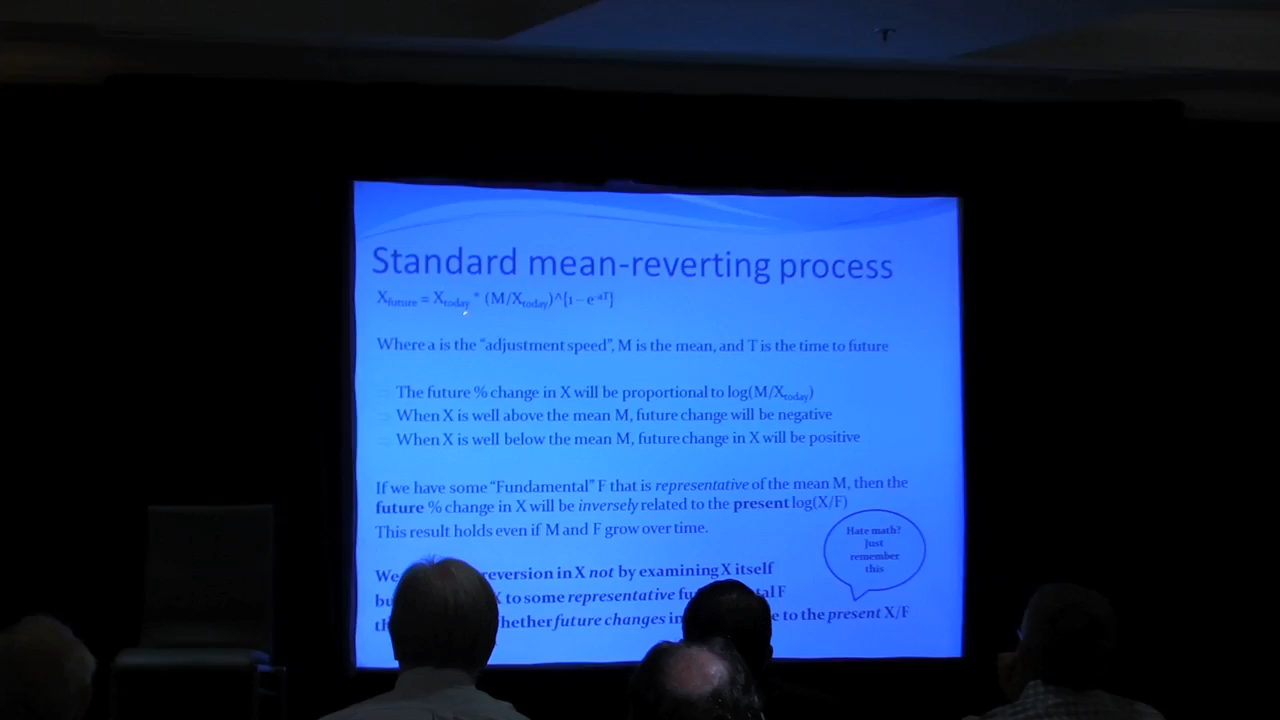 Standard mean-reverting process
Xfuture = Xtoday * (M/Xtoday)^[1 – e-aT]
Where a is the “adjustment speed”, M is the mean, and T is the time to future
The future % change in X will be proportional to log(M/Xtoday)
When X is well above the mean M, future change will be negative
When X is well below the mean M, future change in X will be positive
If we have some “Fundamental” F that is representative of the mean M, then the
future % change in X will be inversely related to the present log(X/F)
This result holds even if M and F grow over time.
Hate math?
Just
remember
this
We reversion in X not by examining X itself
X to some representative F
future changes to the present X/F